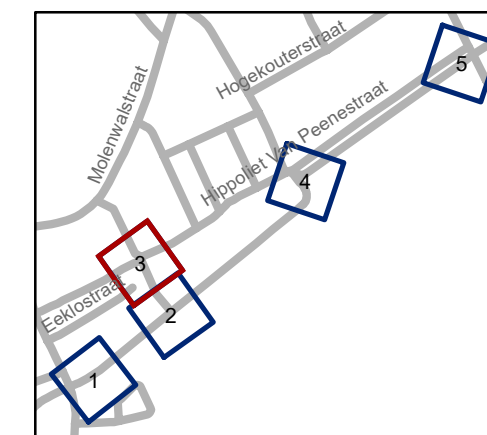 Hogekouterstraat
5
Molenwalstraat
Hippoliet Van Peenestraat
4
3
Eeklostraat
2
1